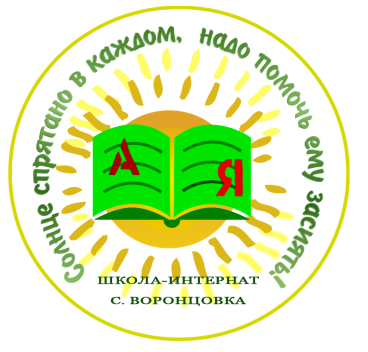 Солнце спрятано в каждом, надо помочь ему засиять!
А
Я
ШКОЛА-ИНТЕРНАТ
С. ВОРОНЦОВКА